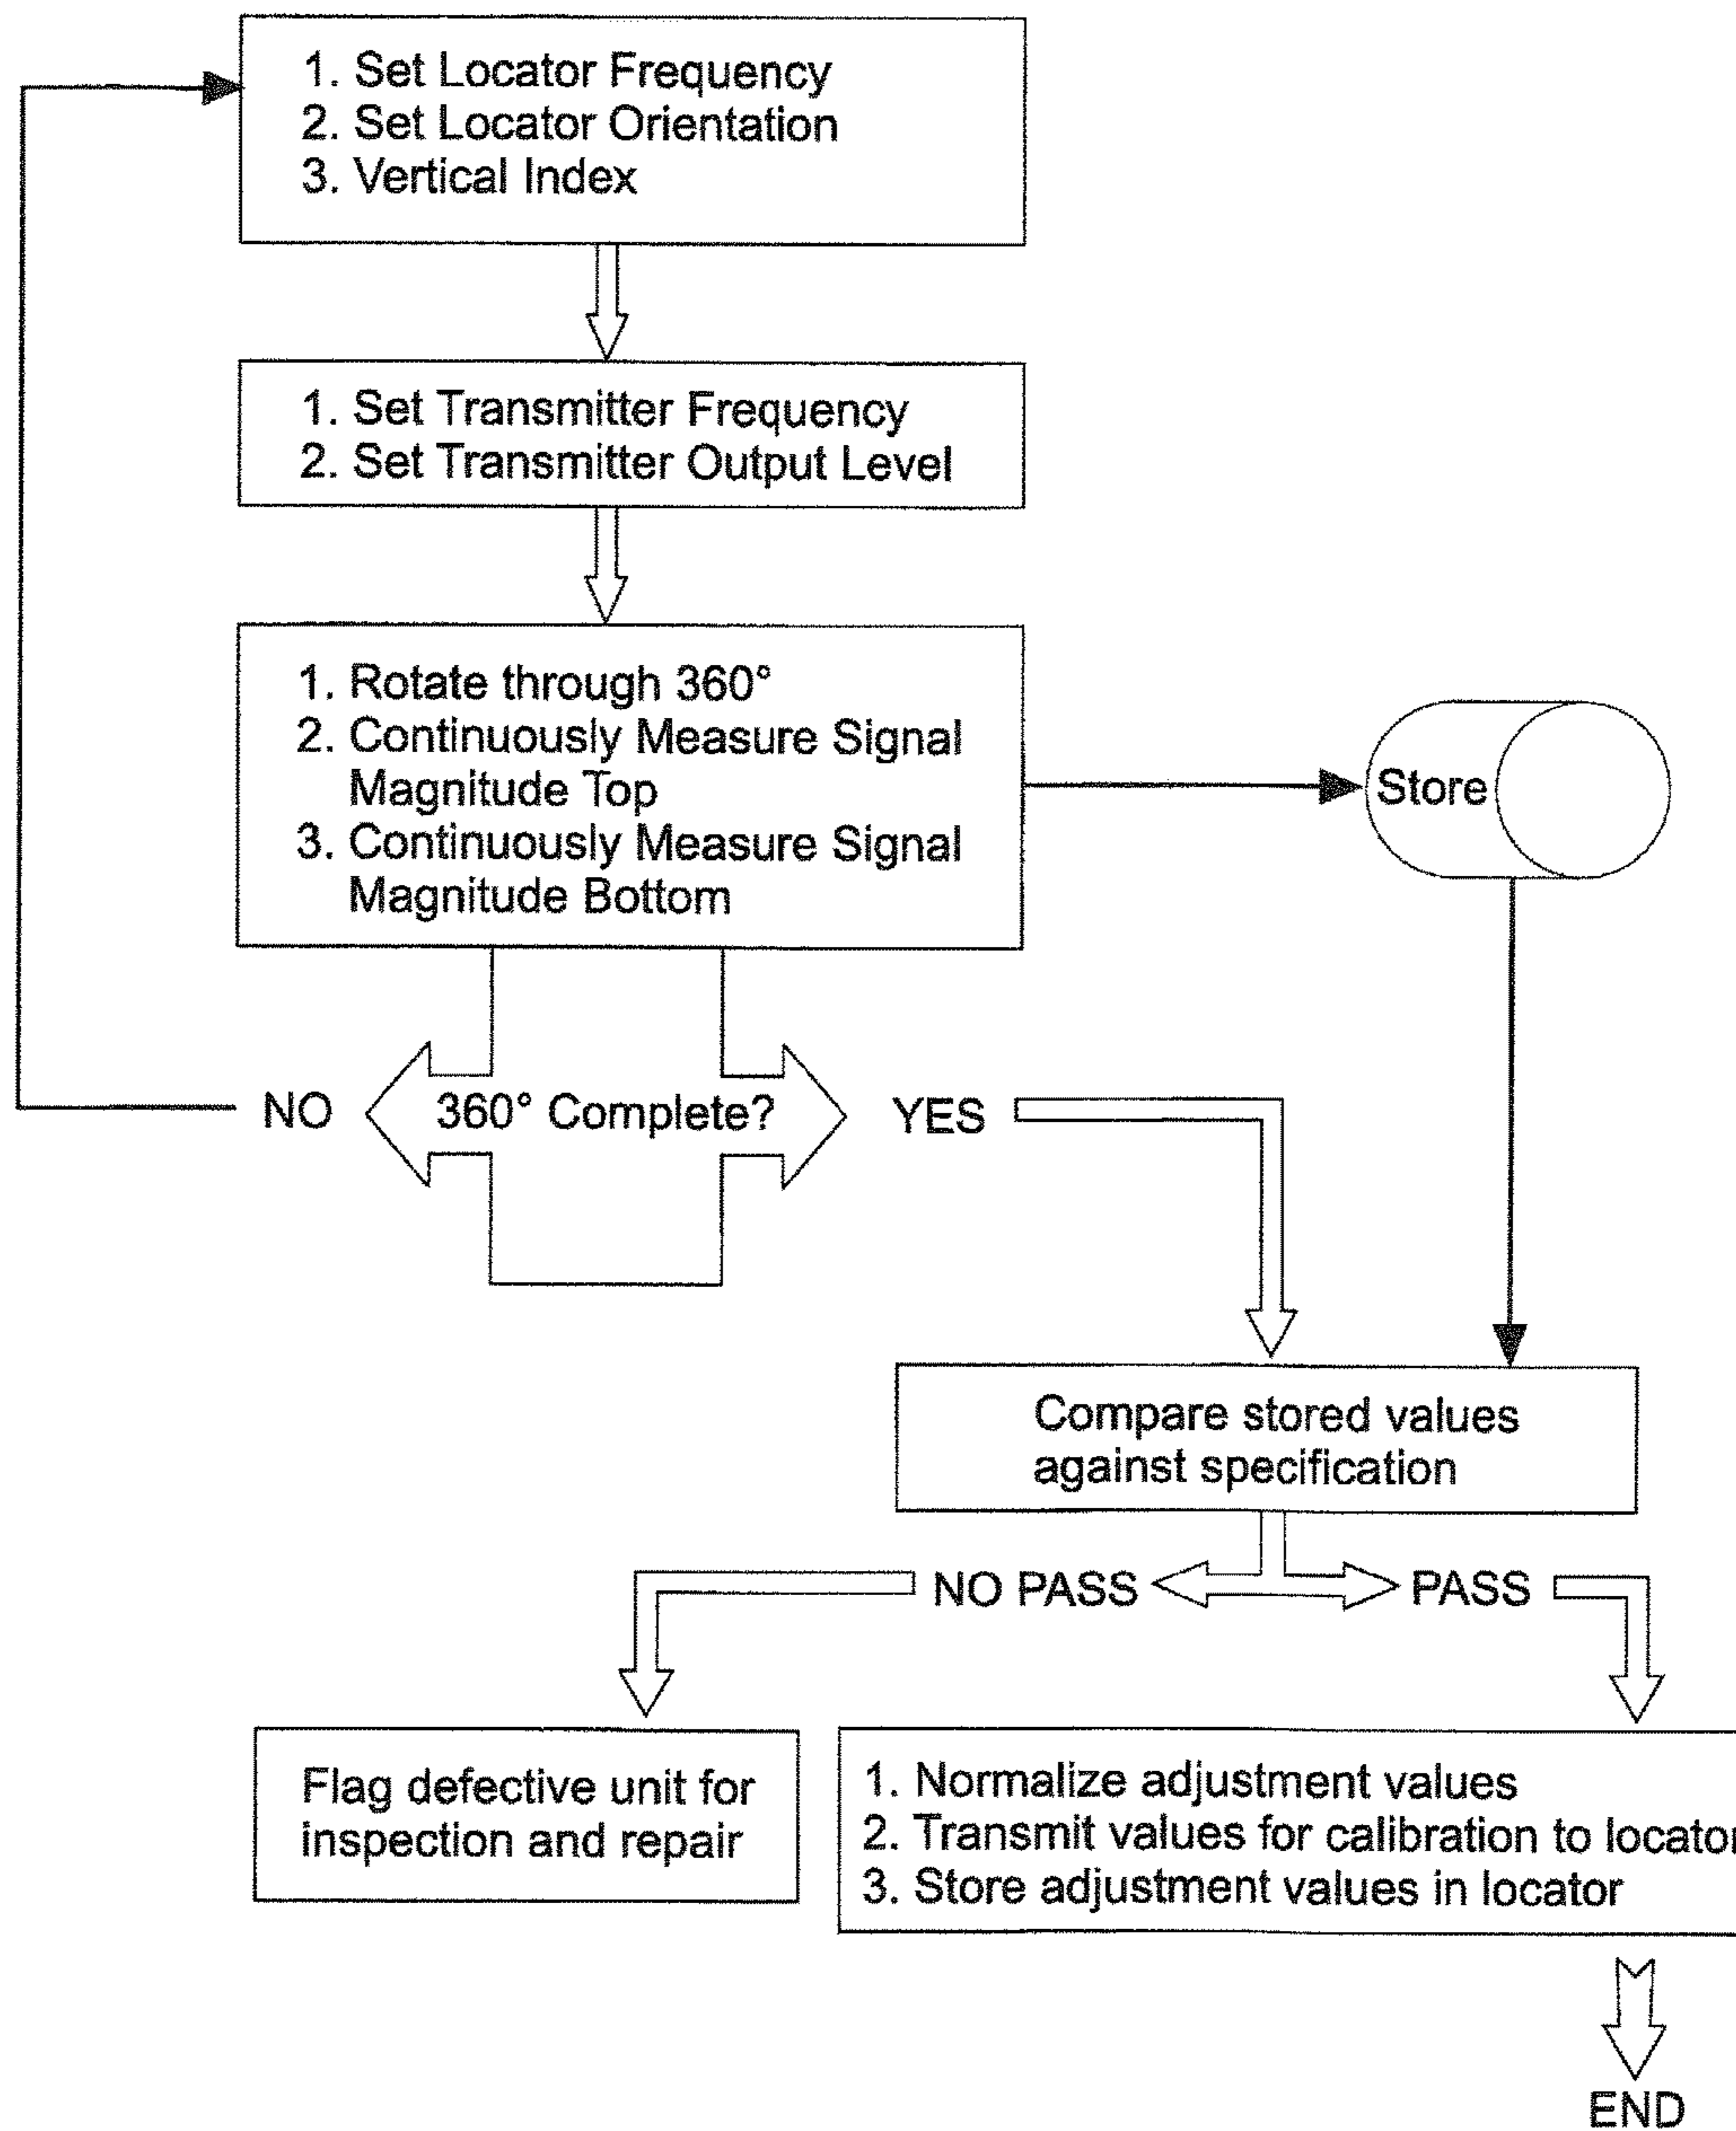 1. Set Locator Frequency
2. Set Locator Orientation
3. Vertical Index
1. Set Transmitter Frequency
2. Set Transmitter Output Level
1. Rotate through 360°
2. Continuously Measure Signal
Magnitude Top
3. Continuously Measure Signal
Magnitude Bottom
Store
NO
360° Complete?
YES
Compare stored values
against specification
NO PASS
PASS
Flag defective unit for
inspection and repair
1. Normalize adjustment values
2. Transmit values for calibration to locator
3. Store adjustment values in locator
END